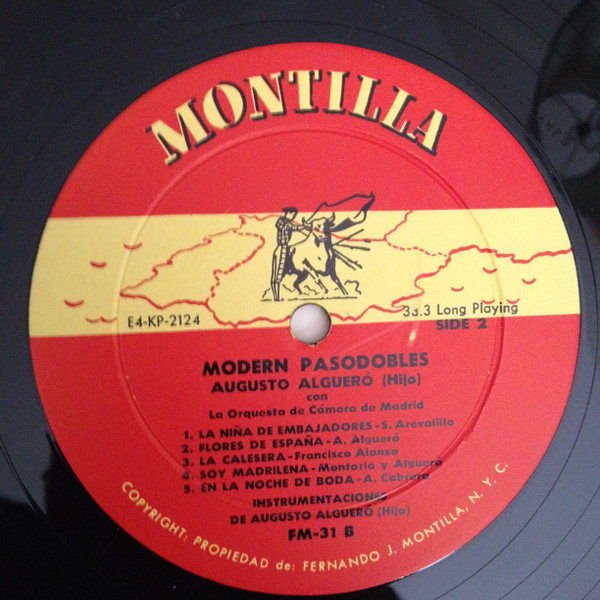 MONTILLA
E4-KP-2124
33.3 Long Playing
SIDE 2
MODERN PASODOBLES
AUGUSTO ALGUERÓ (Hijo)
con
La Orquesta de Cámara de Madrid
1. LA NIÑA DE EMBAJADORES - S. Arevalillo
2. FLORES DE ESPAÑA - A. Algueró
3. LA CALESERA - Francisco Alonso
4. SOY MADRILENA - Montorio y Algueró
5. EN LA NOCHE DE BODA - A. Cabrera
INSTRUMENTACIONES
DE AUGUSTO ALGUERÓ (Hijo)
FM-31 B
COPYRIGHT: PROPIEDAD de: FERNANDO J. MONTILLA, N. Y. C.